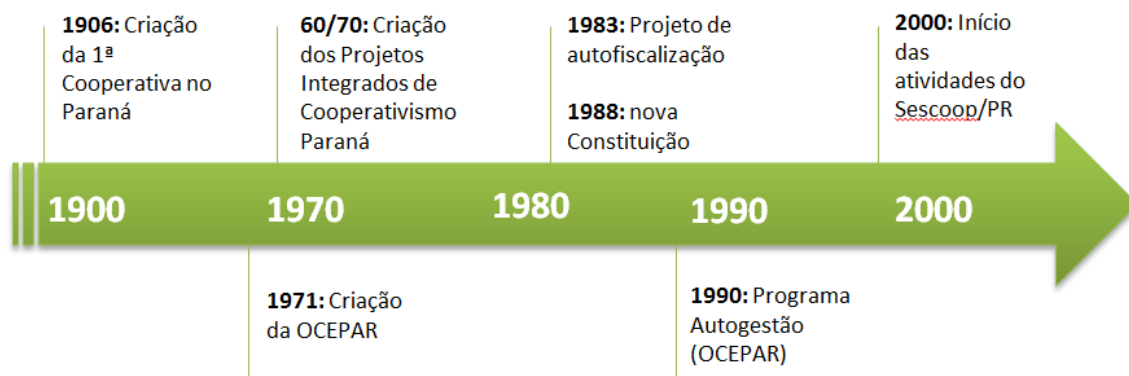 1906: Criação
da 1ª
Cooperativa no
Paraná
60/70: Criação
dos Projetos
Integrados de
Cooperativismo
Paraná
1983: Projeto de
autofiscalização
1988: nova
Constituição
2000: Início
das
atividades do
Sescoop/PR
1900
1970
1980
1990
2000
1971: Criação
da OCEPAR
1990: Programa
Autogestão
(OCEPAR)